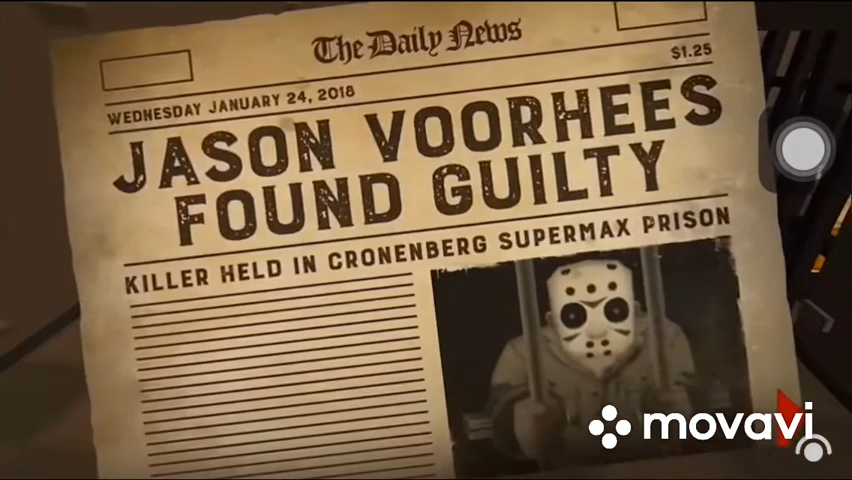 The Daily News
$1.25
WEDNESDAY JANUARY 24, 2018
JASON VOORHEES
FOUND GUILTY
KILLER HELD IN CRONENBERG SUPERMAX PRISON
movavi